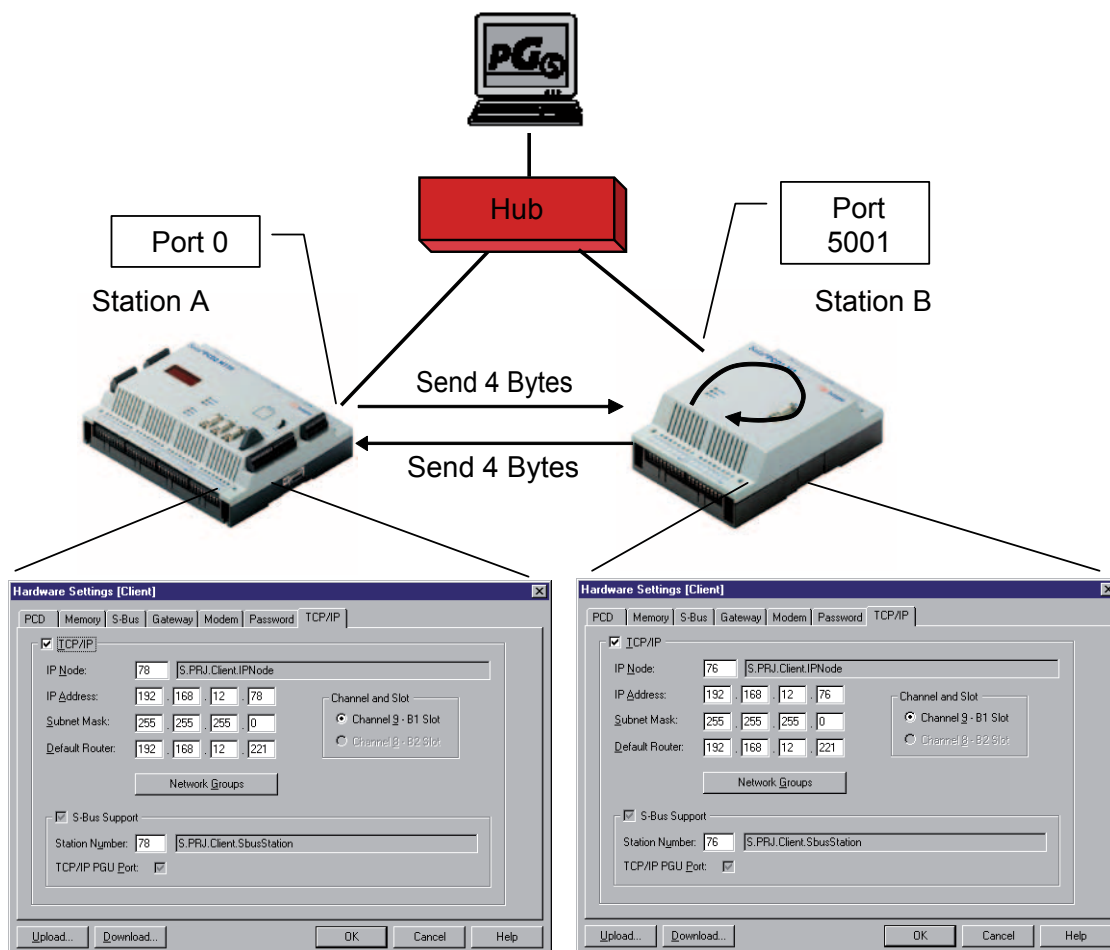 PG5
Hub
Port 0
Port
5001
Station A
Station B
Send 4 Bytes
Send 4 Bytes
Hardware Settings [Client]
PCD Memory S-Bus Gateway Modem Password TCP/IP
TCP/IP
IP Node: 78 S.PRJ.Client.IPNode
IP Address: 192 . 168 . 12 . 78
Channel and Slot
Subnet Mask: 255 . 255 . 255 . 0
Channel 9 - B1 Slot
Default Router: 192 . 168 . 12 . 221
Channel 8 - B2 Slot
Network Groups
S-Bus Support
Station Number: 78 S.PRJ.Client.SbusStation
TCP/IP PGU Port:
Upload... Download... OK Cancel Help
Hardware Settings [Client]
PCD Memory S-Bus Gateway Modem Password TCP/IP
TCP/IP
IP Node: 76 S.PRJ.Client.IPNode
IP Address: 192 . 168 . 12 . 76
Channel and Slot
Subnet Mask: 255 . 255 . 255 . 0
Channel 9 - B1 Slot
Default Router: 192 . 168 . 12 . 221
Channel 8 - B2 Slot
Network Groups
S-Bus Support
Station Number: 76 S.PRJ.Client.SbusStation
TCP/IP PGU Port:
Upload... Download... OK Cancel Help